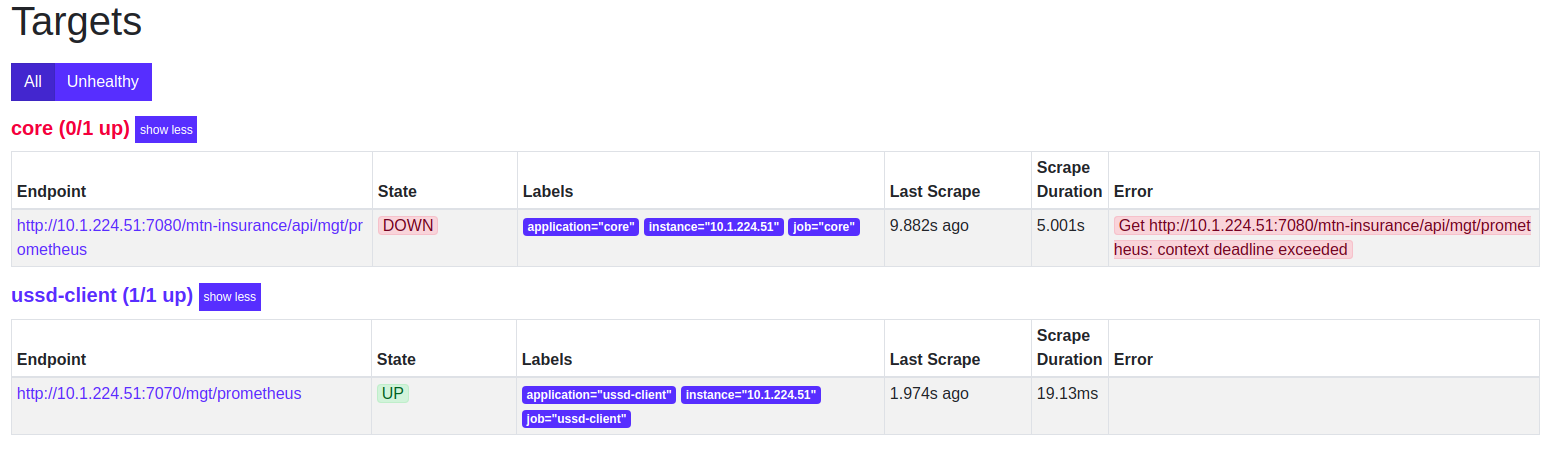 Targets
All Unhealthy
core (0/1 up) show less
Scrape
Endpoint State Labels Last Scrape Duration Error
http://10.1.224.51:7080/mtn-insurance/api/mgt/pr DOWN application="core" instance="10.1.224.51" job="core" 9.882s ago 5.001s Get http://10.1.224.51:7080/mtn-insurance/api/mgt/promet
ometheus heus: context deadline exceeded
ussd-client (1/1 up) show less
Scrape
Endpoint State Labels Last Scrape Duration Error
http://10.1.224.51:7070/mgt/prometheus UP application="ussd-client" instance="10.1.224.51" 1.974s ago 19.13ms
job="ussd-client"